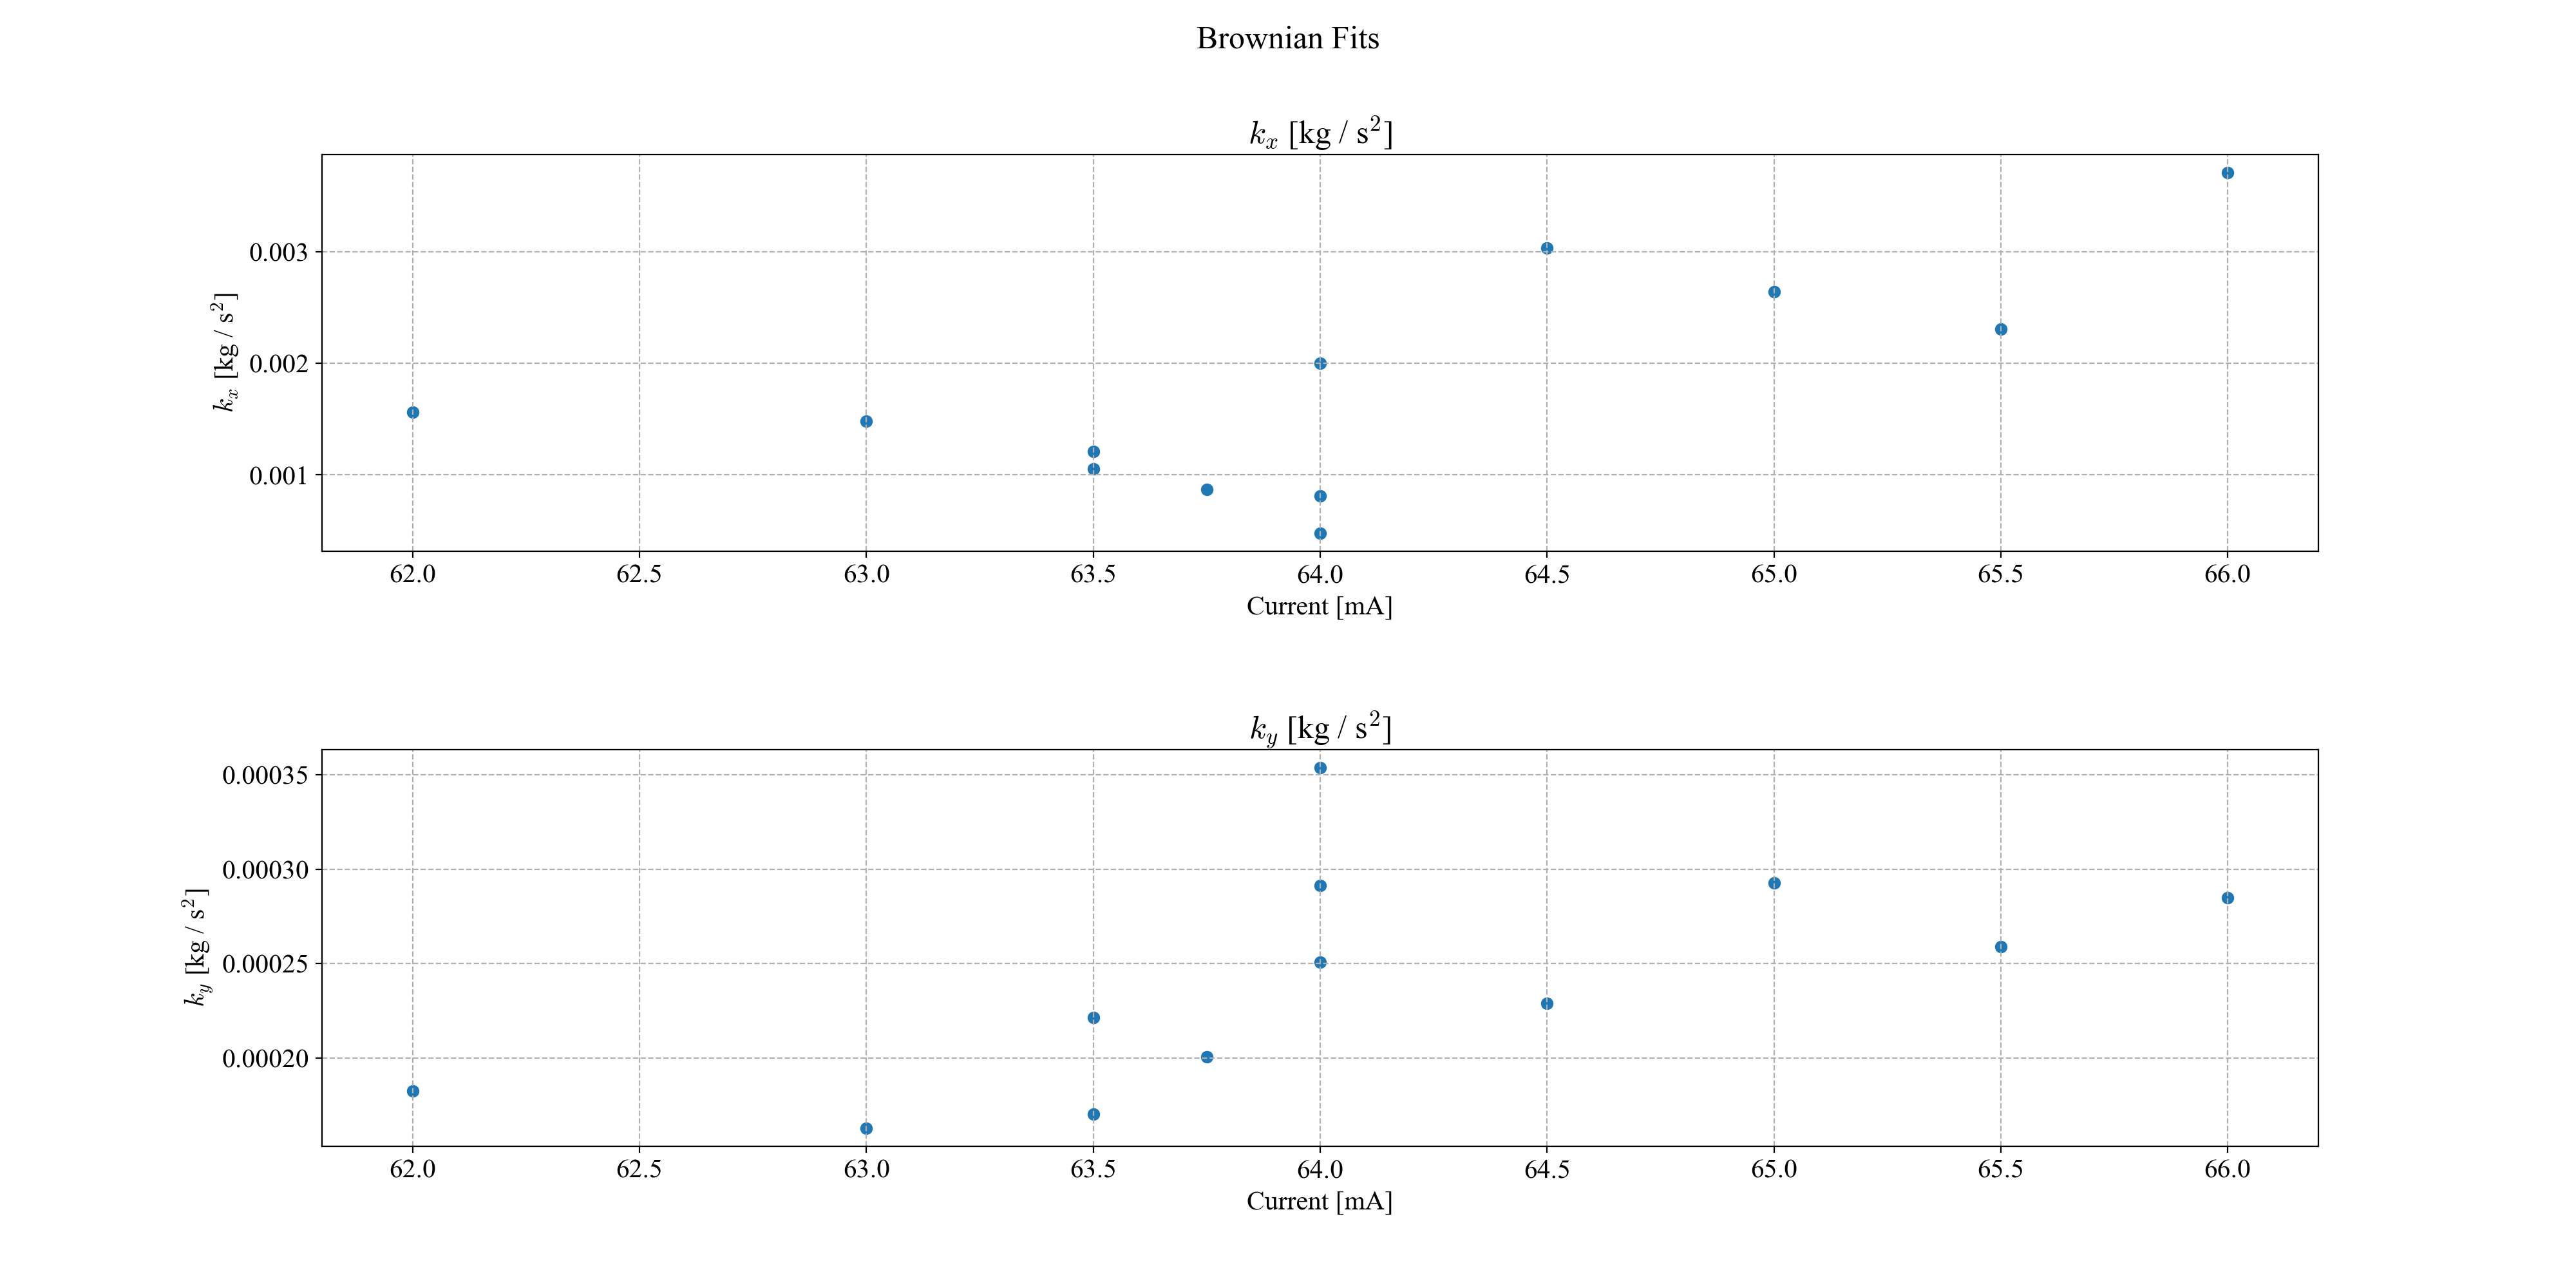 Brownian Fits
k_x [kg / s^2]
k_x [kg / s^2]
0.003
0.002
0.001
62.0 62.5 63.0 63.5 64.0 64.5 65.0 65.5 66.0
Current [mA]
k_y [kg / s^2]
k_y [kg / s^2]
0.00035
0.00030
0.00025
0.00020
62.0 62.5 63.0 63.5 64.0 64.5 65.0 65.5 66.0
Current [mA]